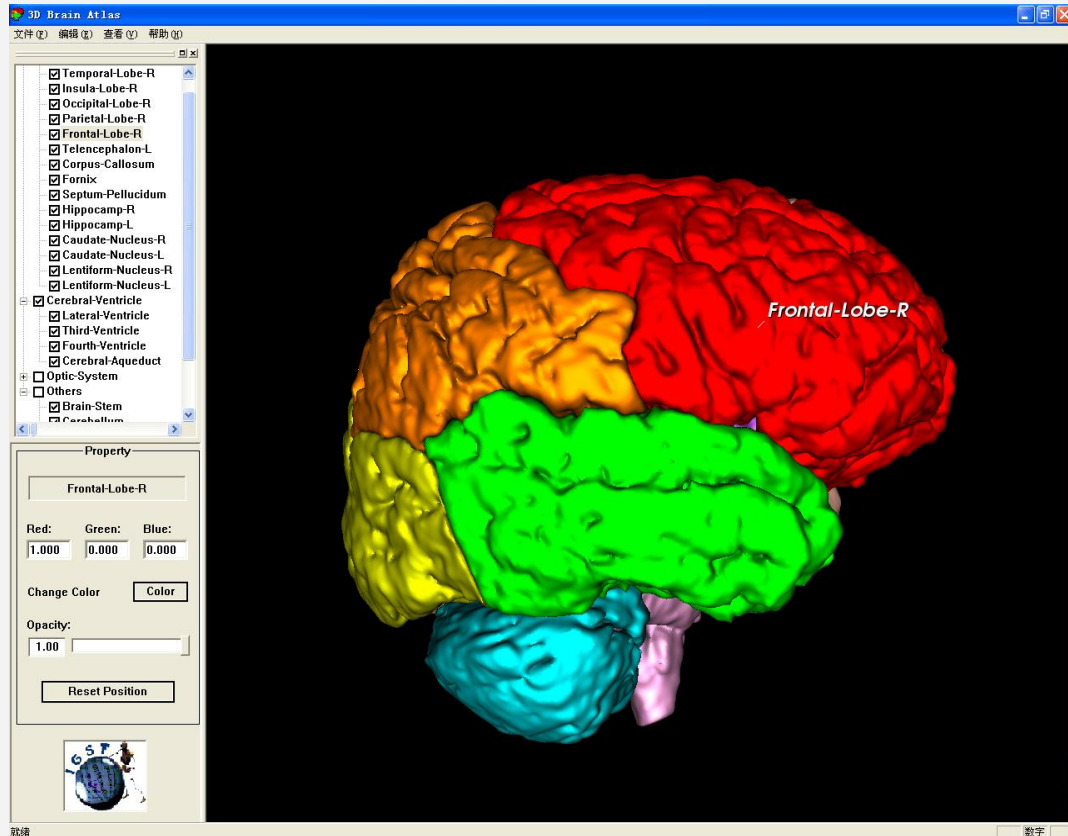 3D Brain Atlas
文件(F) 编辑(E) 查看(V) 帮助(H)
Temporal-Lobe-R
Insula-Lobe-R
Occipital-Lobe-R
Parietal-Lobe-R
Frontal-Lobe-R
Telencephalon-L
Corpus-Callosum
Fornix
Septum-Pellucidum
Hippocamp-R
Hippocamp-L
Caudate-Nucleus-R
Caudate-Nucleus-L
Lentiform-Nucleus-R
Lentiform-Nucleus-L
Cerebral-Ventricle
Lateral-Ventricle
Third-Ventricle
Fourth-Ventricle
Cerebral-Aqueduct
Optic-System
Others
Brain-Stem
Cerebellum
Frontal-Lobe-R
Property
Frontal-Lobe-R
Red: Green: Blue:
1.000 0.000 0.000
Change Color Color
Opacity:
1.00
Reset Position
IGST
就绪 数字